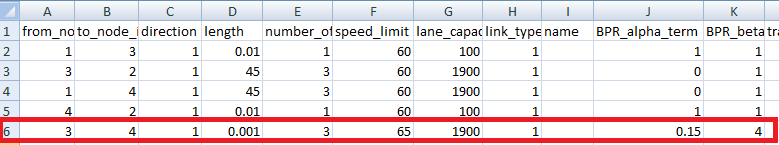 A B C D E F G H I J K
1 from_no to_node_i direction length number_of speed_limit lane_capac link_type name BPR_alpha_term BPR_beta tra
2 1 3 1 0.01 1 60 100 1 1 1
3 3 2 1 45 3 60 1900 1 0 1
4 1 4 1 45 3 60 1900 1 0 1
5 4 2 1 0.01 1 60 100 1 1 1
6 3 4 1 0.001 3 65 1900 1 0.15 4